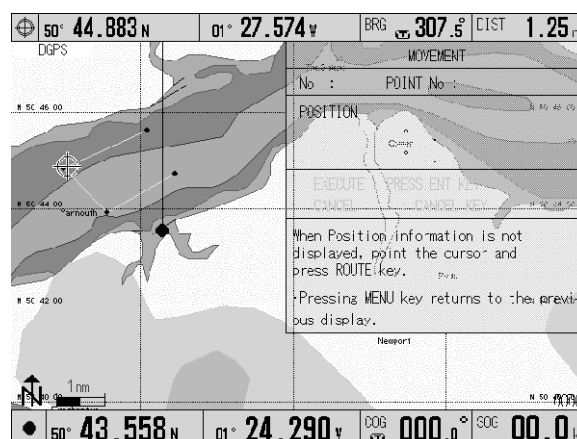 50° 44.883 N 01° 27.574 W BRG 307.5° DIST 1.25
DGPS
MOVEMENT
No : POINT No :
N 50 46 00
POSITION
Cowes
EXECUTE PRESS ENT KEY
CANCEL CANCEL KEY
N 50 44 00
Yarmouth
When Position information is not
displayed, point the cursor and
press ROUTE key.
N 50 42 00
·Pressing MENU key returns to the previ-
ous display.
Newport
N
1nm
50° 43.558 N 01° 24.290 W COG 000.0° SOG 00.0